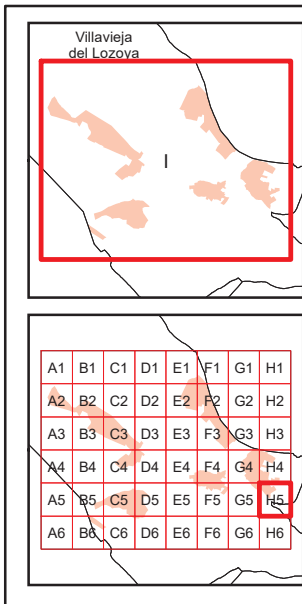 Villavieja
del Lozoya
I
A1 B1 C1 D1 E1 F1 G1 H1
A2 B2 C2 D2 E2 F2 G2 H2
A3 B3 C3 D3 E3 F3 G3 H3
A4 B4 C4 D4 E4 F4 G4 H4
A5 B5 C5 D5 E5 F5 G5 H5
A6 B6 C6 D6 E6 F6 G6 H6